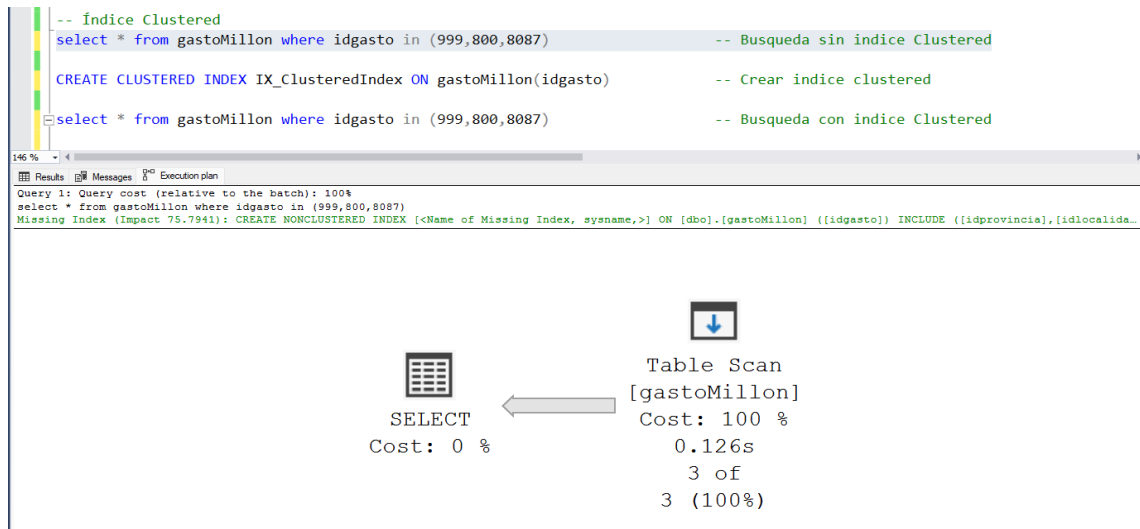 -- Índice Clustered
select * from gastoMillon where idgasto in (999,800,8087) -- Busqueda sin indice Clustered
CREATE CLUSTERED INDEX IX_ClusteredIndex ON gastoMillon(idgasto) -- Crear indice clustered
select * from gastoMillon where idgasto in (999,800,8087) -- Busqueda con indice Clustered
146 %
Results Messages Execution plan
Query 1: Query cost (relative to the batch): 100%
select * from gastoMillon where idgasto in (999,800,8087)
Missing Index (Impact 75.7941): CREATE NONCLUSTERED INDEX [<Name of Missing Index, sysname,>] ON [dbo].[gastoMillon] ([idgasto]) INCLUDE ([idprovincia],[idlocalida…
Table Scan
[gastoMillon]
Cost: 100 %
0.126s
3 of
3 (100%)
SELECT
Cost: 0 %